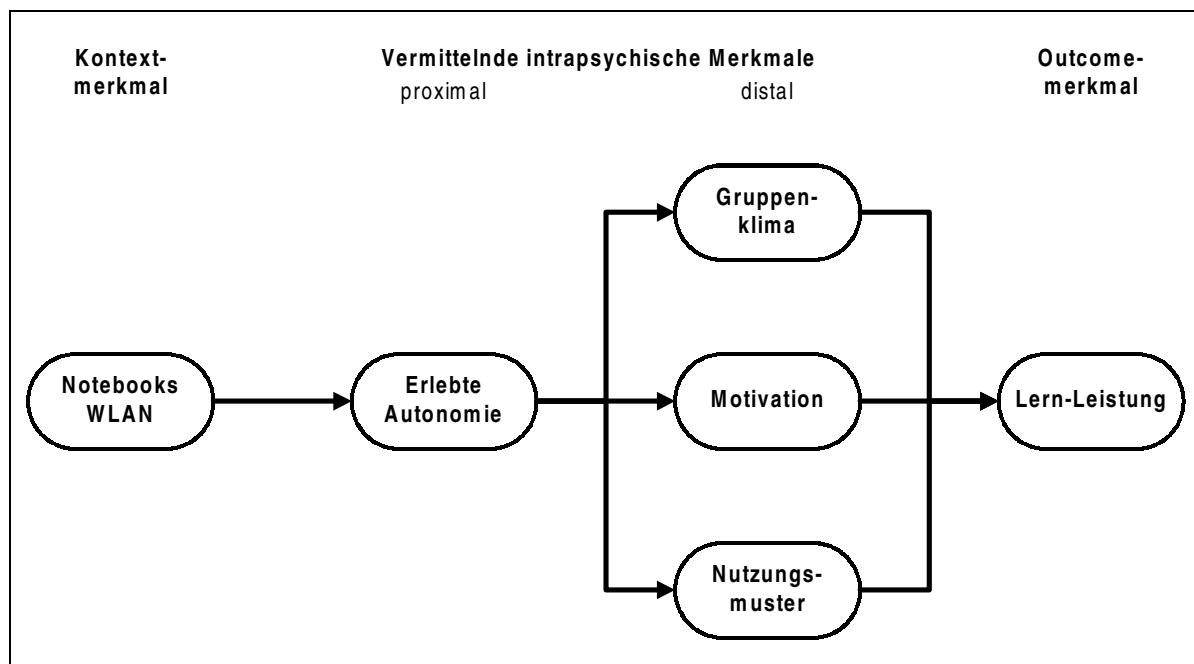 Kontext-
merkmal
Vermittelnde intrapsychische Merkmale
proximal distal
Outcome-
merkmal
Gruppen-
klima
Notebooks
WLAN
Erlebte
Autonomie
Motivation
Lern-Leistung
Nutzungs-
muster